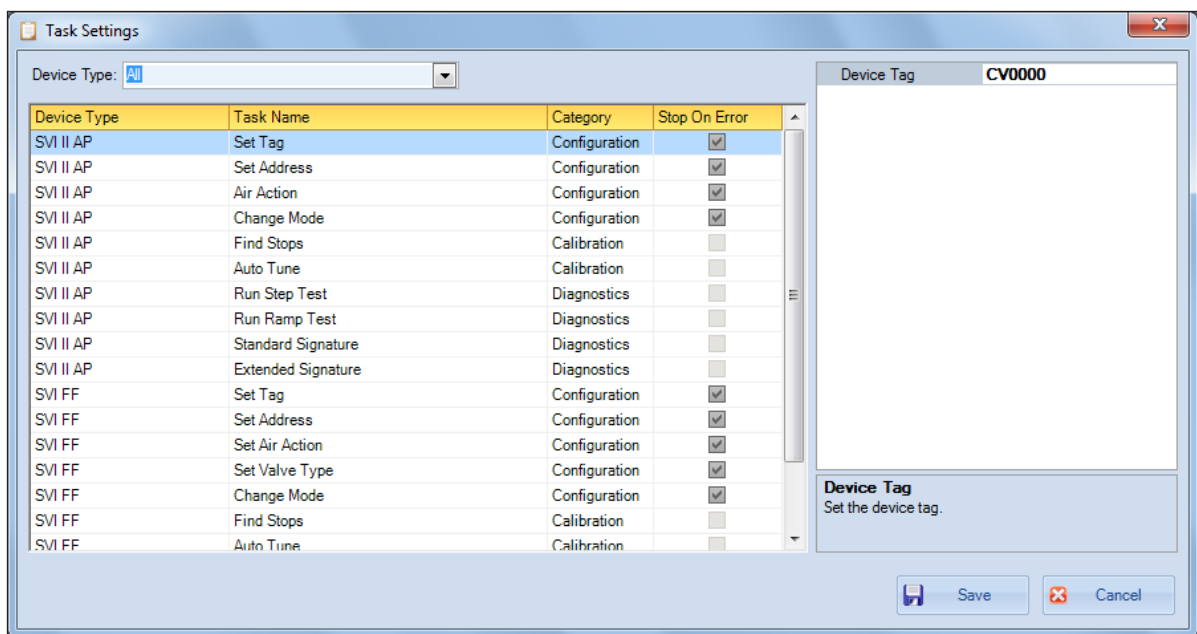 Task Settings
Device Type: All
Device Tag CV0000
Device Type Task Name Category Stop On Error
SVI II AP Set Tag Configuration
SVI II AP Set Address Configuration
SVI II AP Air Action Configuration
SVI II AP Change Mode Configuration
SVI II AP Find Stops Calibration
SVI II AP Auto Tune Calibration
SVI II AP Run Step Test Diagnostics
SVI II AP Run Ramp Test Diagnostics
SVI II AP Standard Signature Diagnostics
SVI II AP Extended Signature Diagnostics
SVI FF Set Tag Configuration
SVI FF Set Address Configuration
SVI FF Set Air Action Configuration
SVI FF Set Valve Type Configuration
SVI FF Change Mode Configuration
SVI FF Find Stops Calibration
SVI FF Auto Tune Calibration
Device Tag
Set the device tag.
Save Cancel